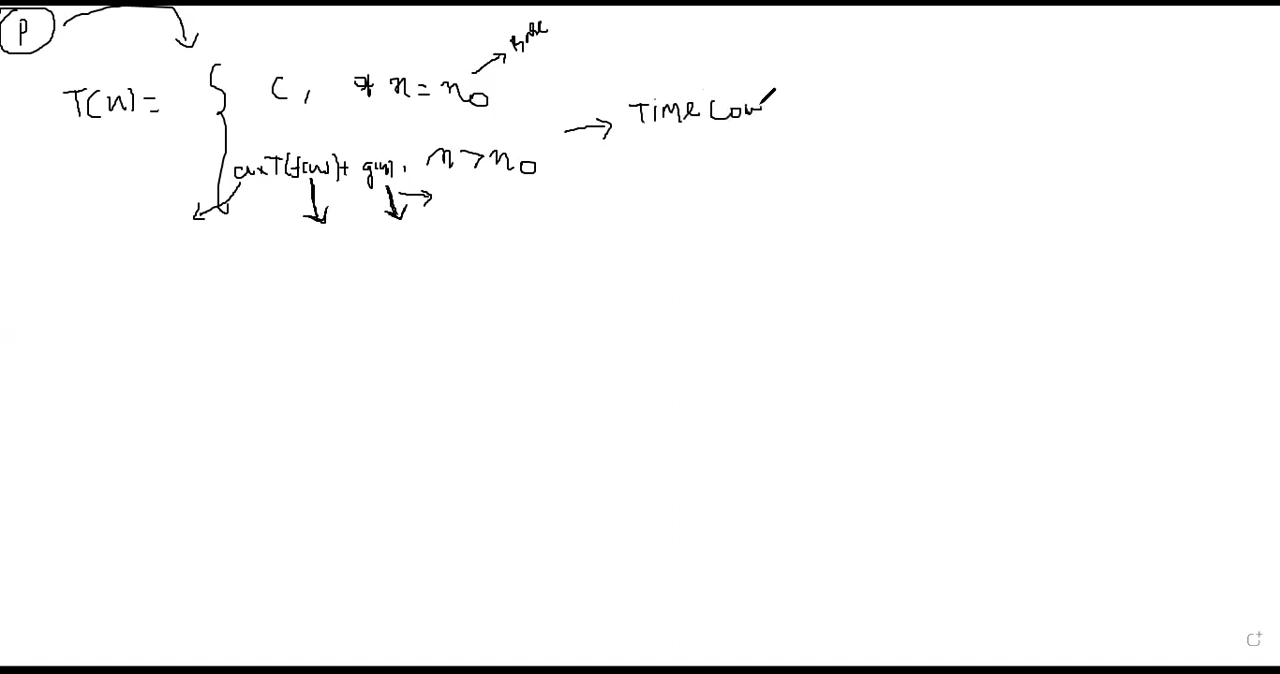 P
T(n) = { C, if n = n0
a * T(f(n)) + g(n), n > n0
Time Com